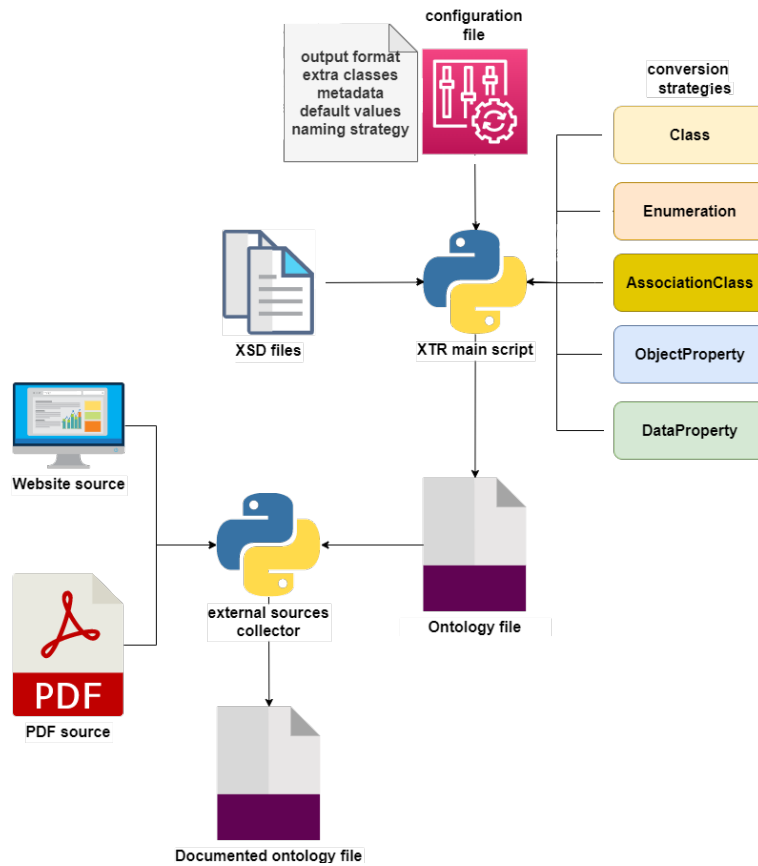 configuration
file
output format
extra classes
metadata
default values
naming strategy
conversion
strategies
Class
Enumeration
AssociationClass
ObjectProperty
DataProperty
XSD files
XTR main script
Website source
external sources
collector
Ontology file
PDF
PDF source
Documented ontology file